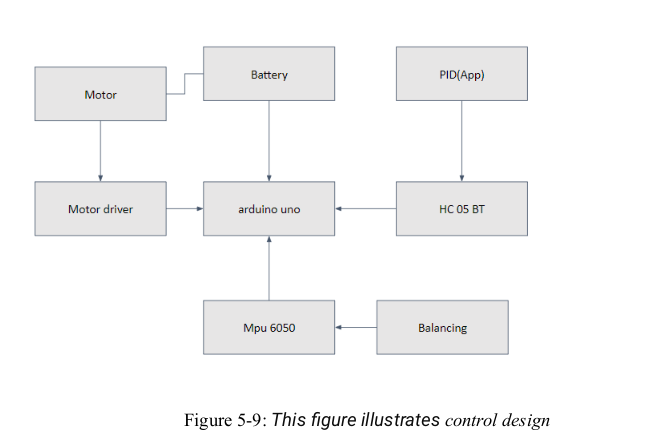 Battery
PID(App)
Motor
Motor driver
arduino uno
HC 05 BT
Mpu 6050
Balancing
Figure 5-9: This figure illustrates control design